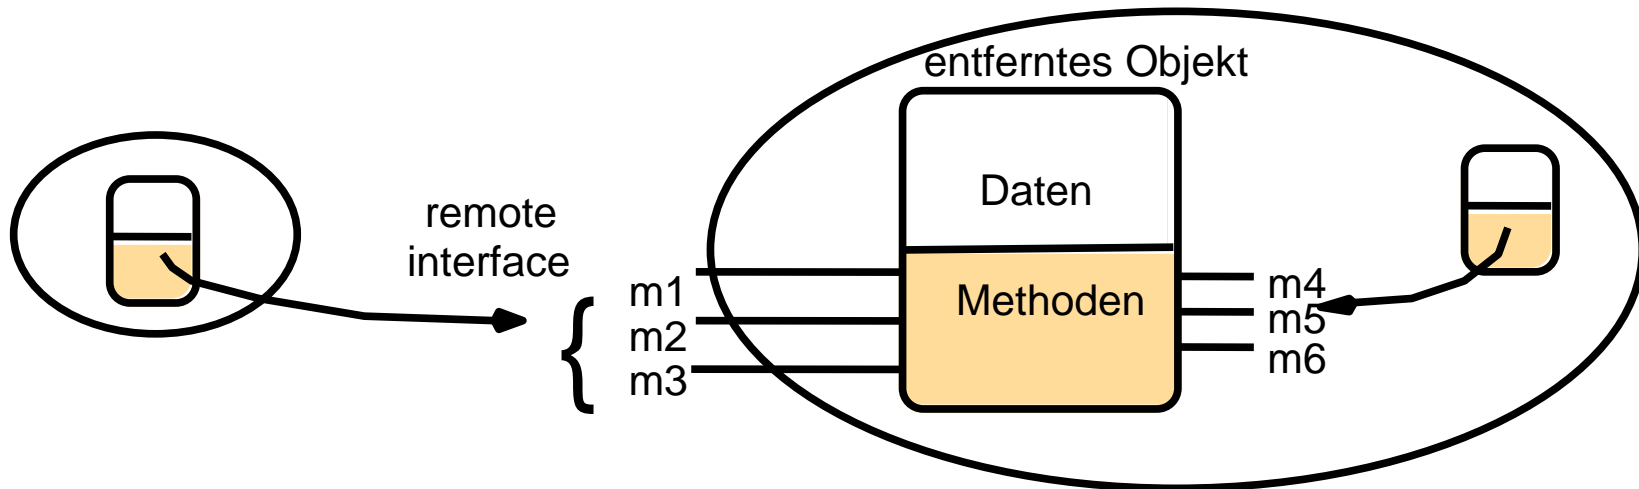 entferntes Objekt
Daten
remote
interface
{
m1
m2
m3
Methoden
m4
m5
m6